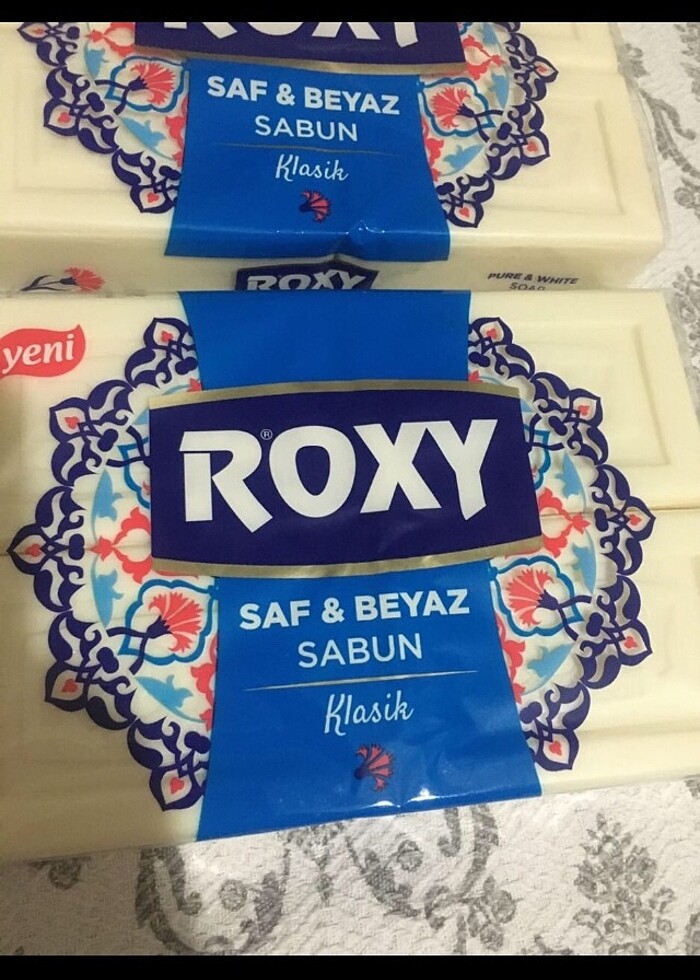 ROXY
SAF & BEYAZ
SABUN
Klasik
ROXY
PURE & WHITE
SOAP
yeni
ROXY
®
SAF & BEYAZ
SABUN
Klasik